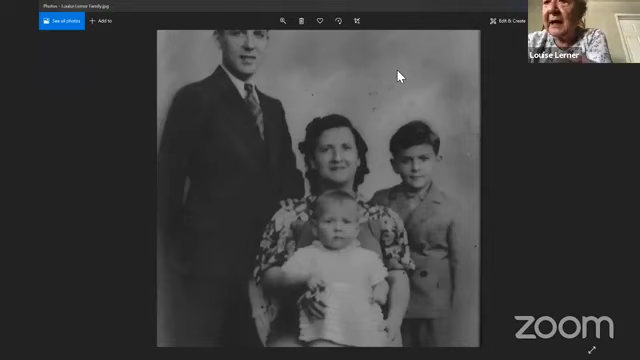 Photos - Louise Lerner Family.jpg
See all photos
Add to
Edit & Create
Louise Lerner
zoom